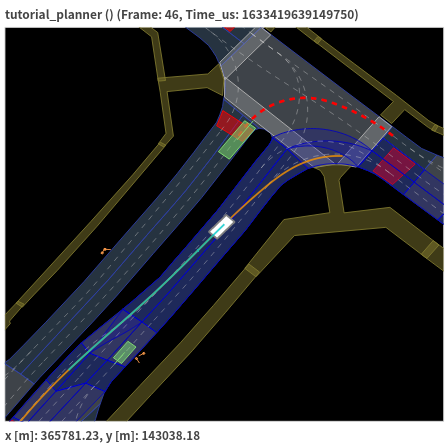 tutorial_planner () (Frame: 46, Time_us: 1633419639149750)
x [m]: 365781.23, y [m]: 143038.18